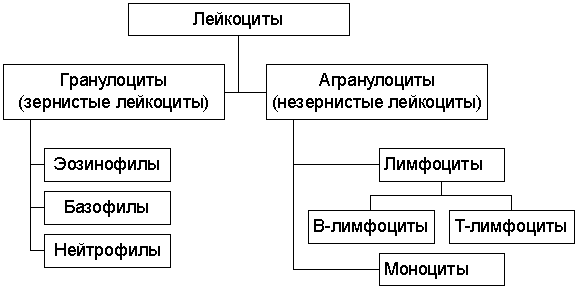 Лейкоциты
Гранулоциты
(зернистые лейкоциты)
Агранулоциты
(незернистые лейкоциты)
Эозинофилы
Базофилы
Нейтрофилы
Лимфоциты
В-лимфоциты
Т-лимфоциты
Моноциты